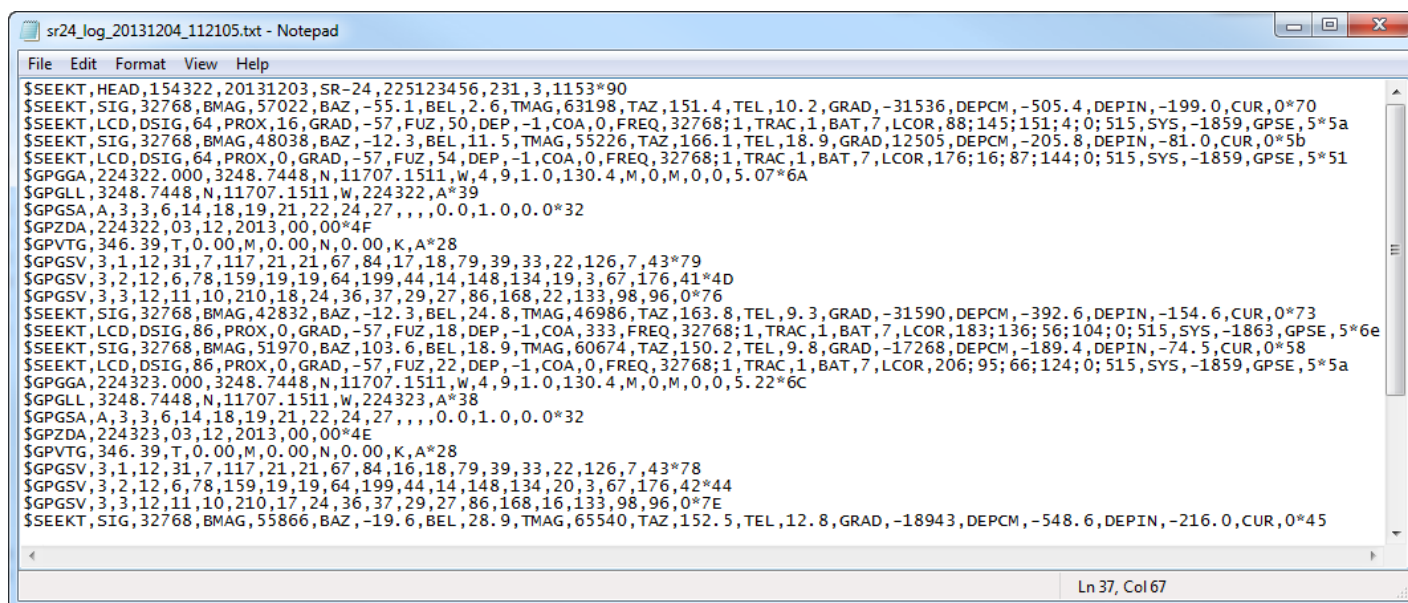 sr24_log_20131204_112105.txt - Notepad
File Edit Format View Help
$SEEKT,HEAD,154322,20131203,SR-24,225123456,231,3,1153*90
$SEEKT,SIG,32768,BMAG,57022,BAZ,-55.1,BEL,2.6,TMAG,63198,TAZ,151.4,TEL,10.2,GRAD,-31536,DEPCM,-505.4,DEPIN,-199.0,CUR,0*70
$SEEKT,LCD,DSIG,64,PROX,16,GRAD,-57,FUZ,50,DEP,-1,COA,0,FREQ,32768;1,TRAC,1,BAT,7,LCOR,88;145;151;4;0;515,SYS,-1859,GPSE,5*5a
$SEEKT,SIG,32768,BMAG,48038,BAZ,-12.3,BEL,11.5,TMAG,55226,TAZ,166.1,TEL,18.9,GRAD,12505,DEPCM,-205.8,DEPIN,-81.0,CUR,0*5b
$SEEKT,LCD,DSIG,64,PROX,0,GRAD,-57,FUZ,54,DEP,-1,COA,0,FREQ,32768;1,TRAC,1,BAT,7,LCOR,176;16;87;144;0;515,SYS,-1859,GPSE,5*51
$GPGGA,224322.000,3248.7448,N,11707.1511,W,4,9,1.0,130.4,M,0,M,0,0,5.07*6A
$GPGLL,3248.7448,N,11707.1511,W,224322,A*39
$GPGSA,A,3,3,6,14,18,19,21,22,24,27,,,,0.0,1.0,0.0*32
$GPZDA,224322,03,12,2013,00,00*4F
$GPVTG,346.39,T,0.00,M,0.00,N,0.00,K,A*28
$GPGSV,3,1,12,31,7,117,21,21,67,84,17,18,79,39,33,22,126,7,43*79
$GPGSV,3,2,12,6,78,159,19,19,64,199,44,14,148,134,19,3,67,176,41*4D
$GPGSV,3,3,12,11,10,210,18,24,36,37,29,27,86,168,22,133,98,96,0*76
$SEEKT,SIG,32768,BMAG,42832,BAZ,-12.3,BEL,24.8,TMAG,46986,TAZ,163.8,TEL,9.3,GRAD,-31590,DEPCM,-392.6,DEPIN,-154.6,CUR,0*73
$SEEKT,LCD,DSIG,86,PROX,0,GRAD,-57,FUZ,18,DEP,-1,COA,333,FREQ,32768;1,TRAC,1,BAT,7,LCOR,183;136;56;104;0;515,SYS,-1863,GPSE,5*6e
$SEEKT,SIG,32768,BMAG,51970,BAZ,103.6,BEL,18.9,TMAG,60674,TAZ,150.2,TEL,9.8,GRAD,-17268,DEPCM,-189.4,DEPIN,-74.5,CUR,0*58
$SEEKT,LCD,DSIG,86,PROX,0,GRAD,-57,FUZ,22,DEP,-1,COA,0,FREQ,32768;1,TRAC,1,BAT,7,LCOR,206;95;66;124;0;515,SYS,-1859,GPSE,5*5a
$GPGGA,224323.000,3248.7448,N,11707.1511,W,4,9,1.0,130.4,M,0,M,0,0,5.22*6C
$GPGLL,3248.7448,N,11707.1511,W,224323,A*38
$GPGSA,A,3,3,6,14,18,19,21,22,24,27,,,,0.0,1.0,0.0*32
$GPZDA,224323,03,12,2013,00,00*4E
$GPVTG,346.39,T,0.00,M,0.00,N,0.00,K,A*28
$GPGSV,3,1,12,31,7,117,21,21,67,84,16,18,79,39,33,22,126,7,43*78
$GPGSV,3,2,12,6,78,159,19,19,64,199,44,14,148,134,20,3,67,176,42*44
$GPGSV,3,3,12,11,10,210,17,24,36,37,29,27,86,168,16,133,98,96,0*7E
$SEEKT,SIG,32768,BMAG,55866,BAZ,-19.6,BEL,28.9,TMAG,65540,TAZ,152.5,TEL,12.8,GRAD,-18943,DEPCM,-548.6,DEPIN,-216.0,CUR,0*45
Ln 37, Col 67